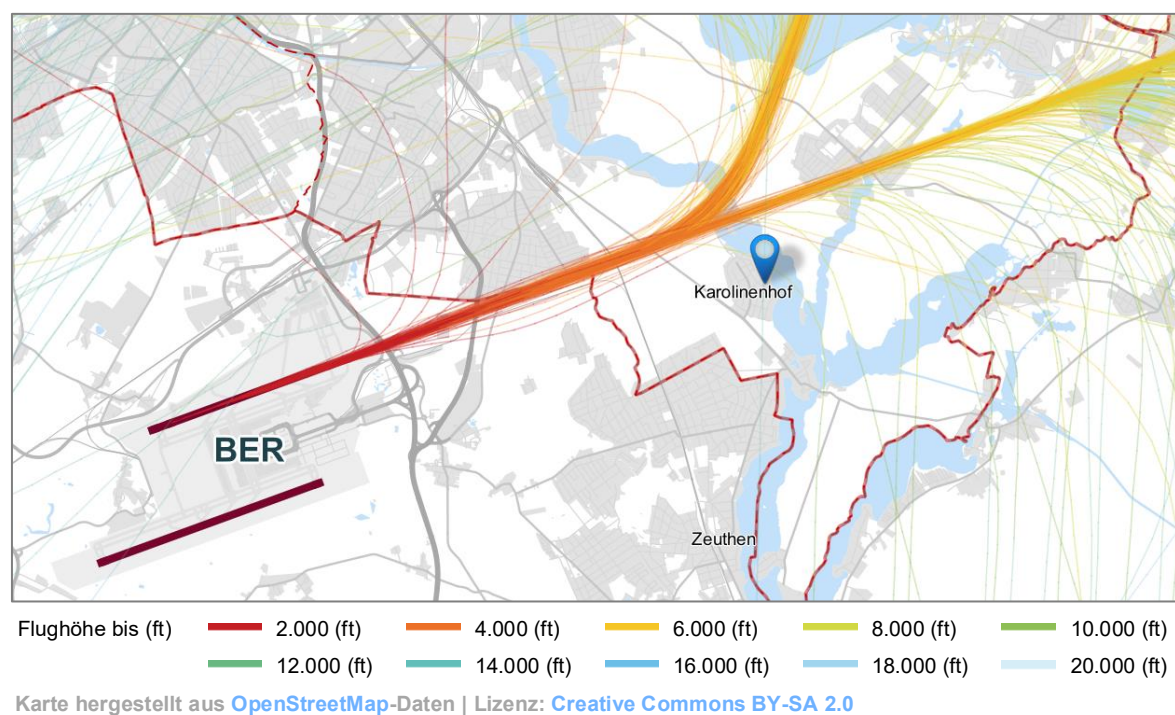 Karolinenhof
BER
Zeuthen
Flughöhe bis (ft)
2.000 (ft)
4.000 (ft)
6.000 (ft)
8.000 (ft)
10.000 (ft)
12.000 (ft)
14.000 (ft)
16.000 (ft)
18.000 (ft)
20.000 (ft)
Karte hergestellt aus OpenStreetMap-Daten | Lizenz: Creative Commons BY-SA 2.0